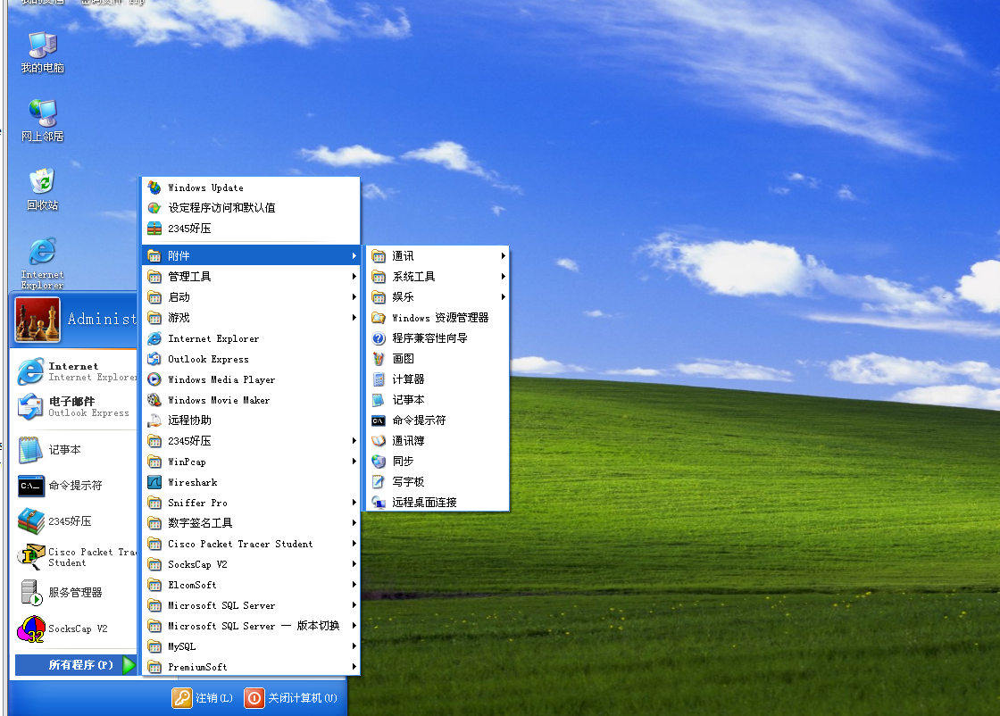 我的电脑
网上邻居
回收站
Internet
Explorer
Administ
Internet
Internet Explorer
电子邮件
Outlook Express
记事本
命令提示符
2345好压
Cisco Packet Tra
Student
服务管理器
SocksCap V2
所有程序(P)
注销(L)
关闭计算机(U)
Windows Update
设定程序访问和默认值
2345好压
附件
管理工具
启动
游戏
Internet Explorer
Outlook Express
Windows Media Player
Windows Movie Maker
远程协助
2345好压
WinPcap
Wireshark
Sniffer Pro
数字签名工具
Cisco Packet Tracer Student
SocksCap V2
ElcomSoft
Microsoft SQL Server
Microsoft SQL Server — 版本切换
MySQL
PremiumSoft
通讯
系统工具
娱乐
Windows 资源管理器
程序兼容性向导
画图
计算器
记事本
命令提示符
通讯簿
同步
写字板
远程桌面连接